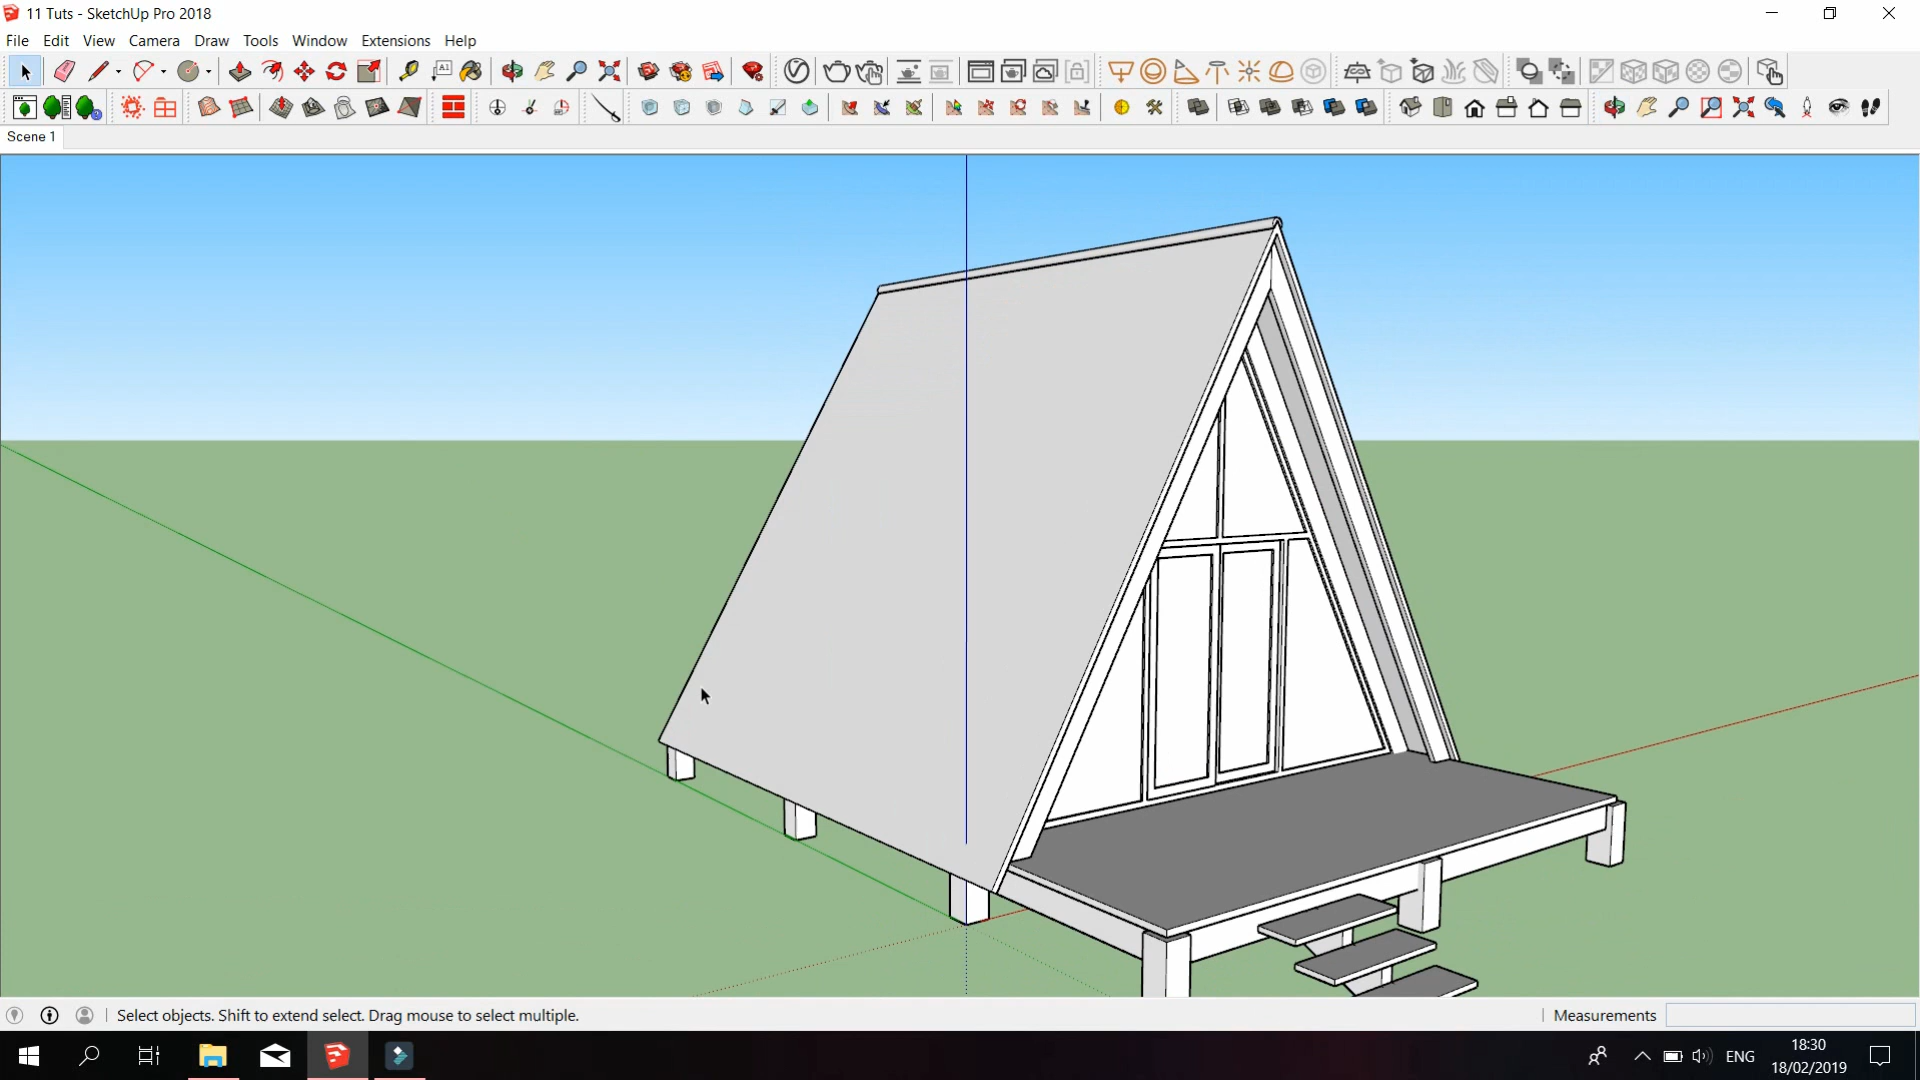 11 Tuts - SketchUp Pro 2018
File Edit View Camera Draw Tools Window Extensions Help
A1
Scene 1
Select objects. Shift to extend select. Drag mouse to select multiple.
Measurements
ENG
18:30
18/02/2019